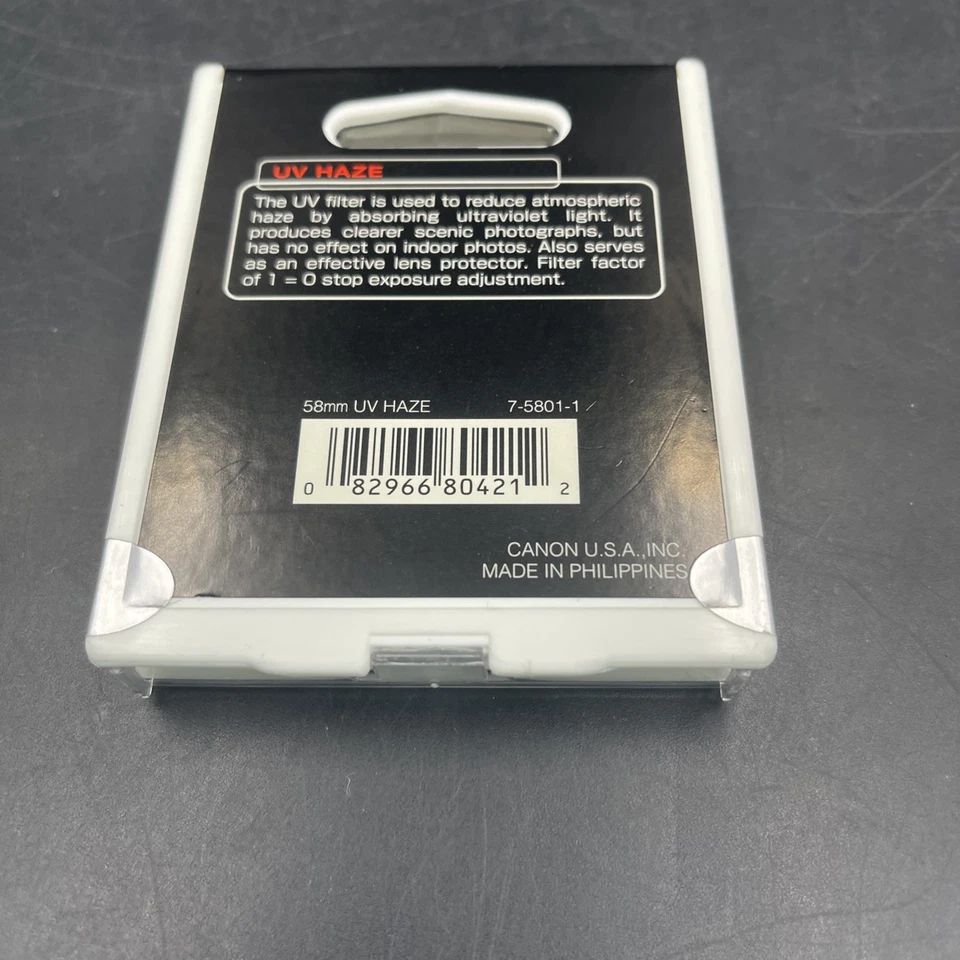 UV HAZE
The UV filter is used to reduce atmospheric
haze by absorbing ultraviolet light. It
produces clearer scenic photographs, but
has no effect on indoor photos. Also serves
as an effective lens protector. Filter factor
of 1 = 0 stop exposure adjustment.
58mm UV HAZE 7-5801-1
0 82966 80421 2
CANON U.S.A.,INC.
MADE IN PHILIPPINES